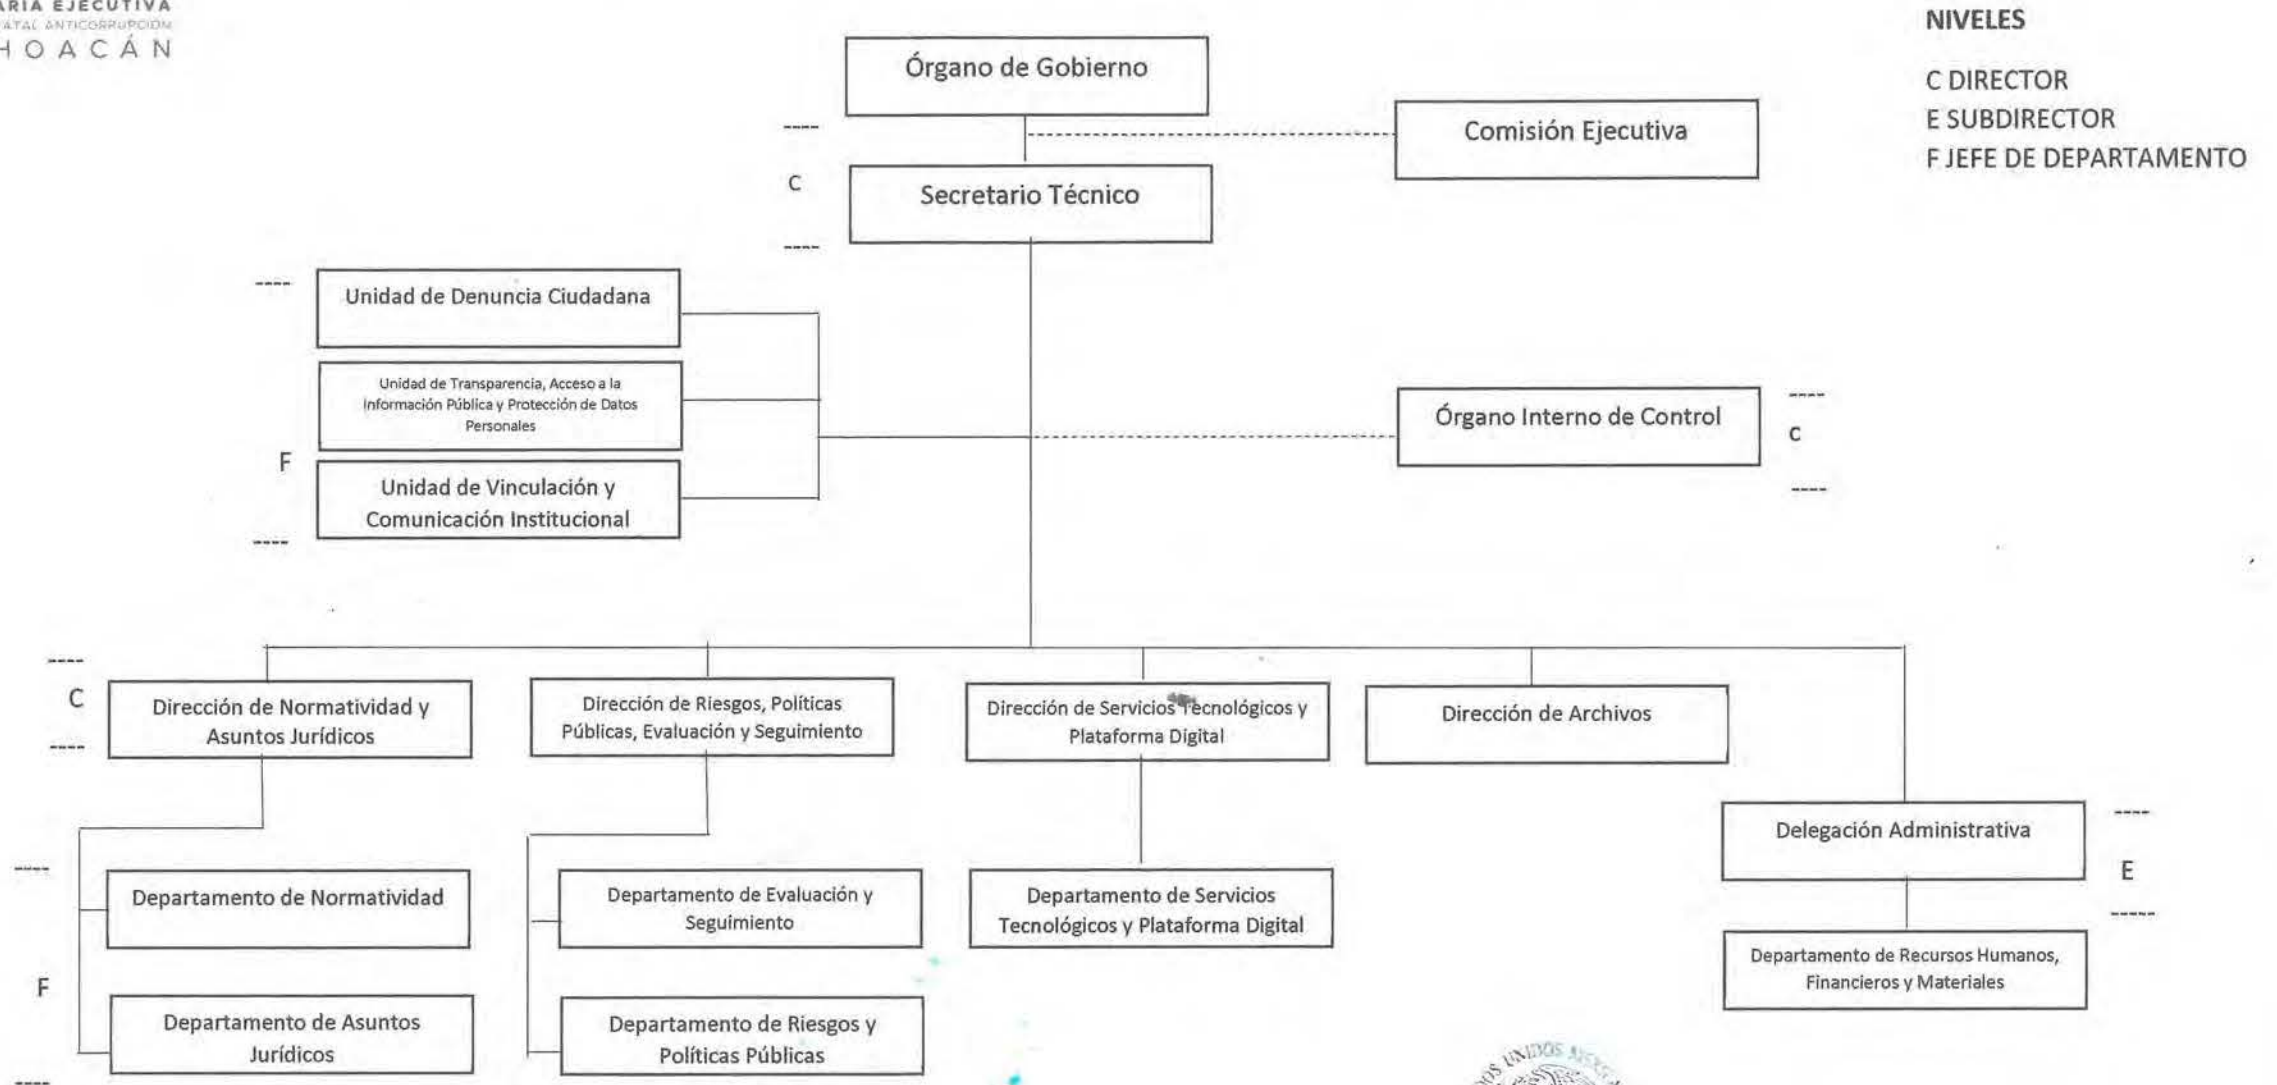 ARIA EJECUTIVA
ATAL ANTICORRUPCIÓN
HOACÁN
NIVELES
C DIRECTOR
E SUBDIRECTOR
F JEFE DE DEPARTAMENTO
Órgano de Gobierno
Comisión Ejecutiva
C
Secretario Técnico
Unidad de Denuncia Ciudadana
Unidad de Transparencia, Acceso a la
Información Pública y Protección de Datos
Personales
F
Unidad de Vinculación y
Comunicación Institucional
Órgano Interno de Control
C
C
Dirección de Normatividad y
Asuntos Jurídicos
Dirección de Riesgos, Políticas
Públicas, Evaluación y Seguimiento
Dirección de Servicios Tecnológicos y
Plataforma Digital
Dirección de Archivos
Delegación Administrativa
E
Departamento de Normatividad
Departamento de Evaluación y
Seguimiento
Departamento de Servicios
Tecnológicos y Plataforma Digital
Departamento de Recursos Humanos,
Financieros y Materiales
F
Departamento de Asuntos
Jurídicos
Departamento de Riesgos y
Políticas Públicas
UNIDOS